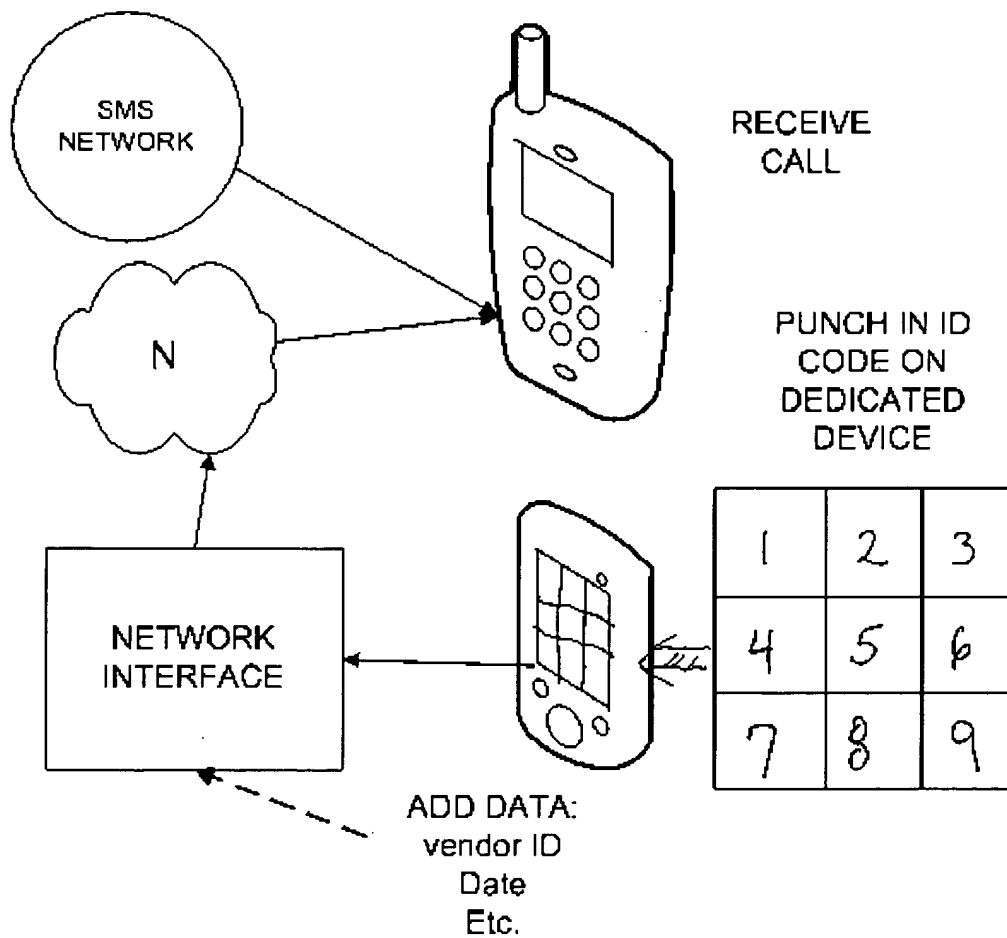 SMS
NETWORK
RECEIVE
CALL
N
PUNCH IN ID
CODE ON
DEDICATED
DEVICE
1 2 3
4 5 6
7 8 9
NETWORK
INTERFACE
ADD DATA:
vendor ID
Date
Etc.